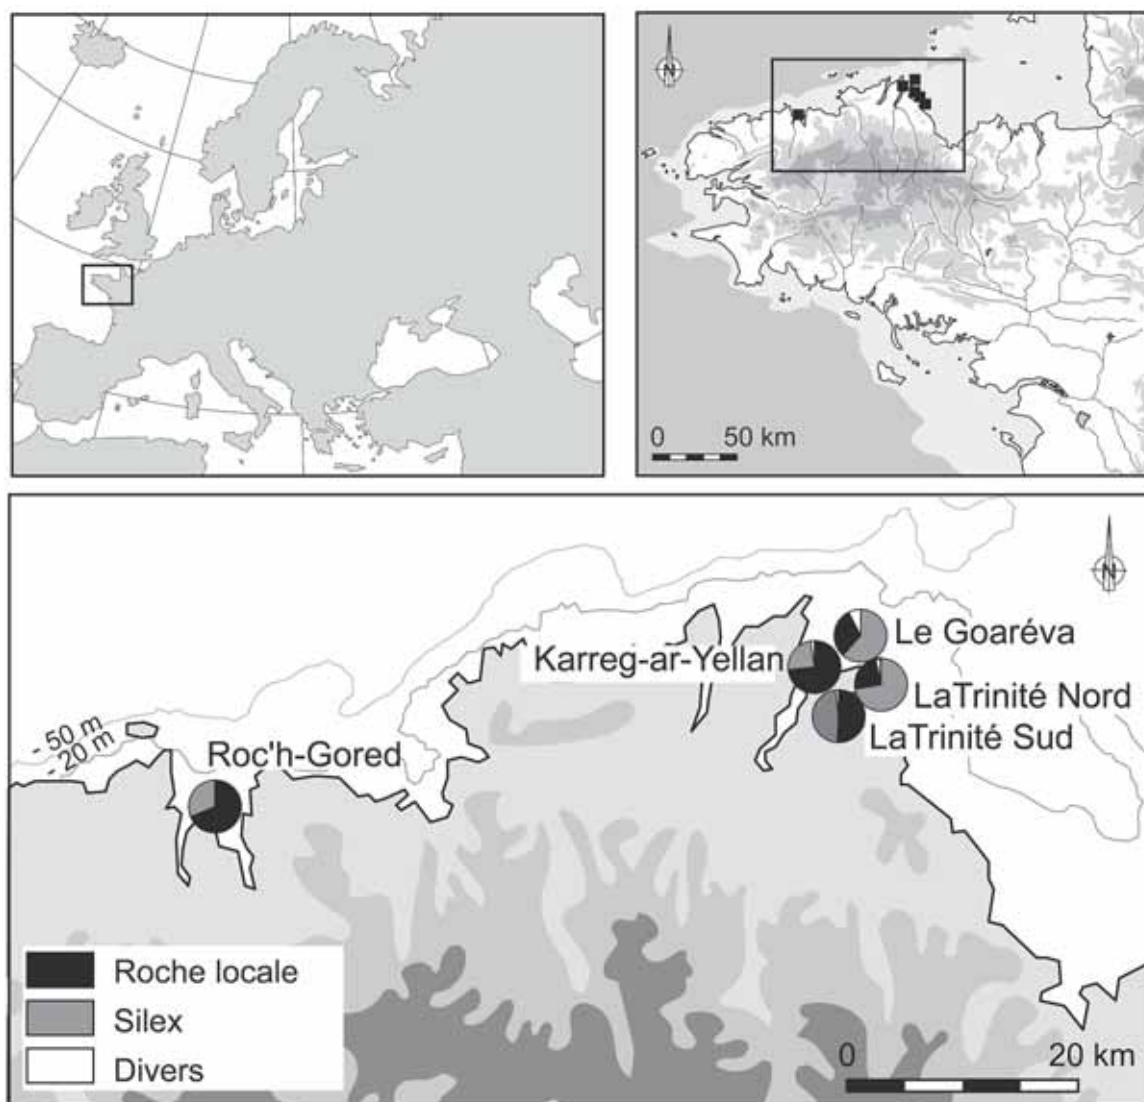 N
0 50 km
N
Le Goaréva
Karreg-ar-Yellan
LaTrinité Nord
LaTrinité Sud
- 50 m
- 20 m
Roc'h-Gored
Roche locale
Silex
Divers
0 20 km